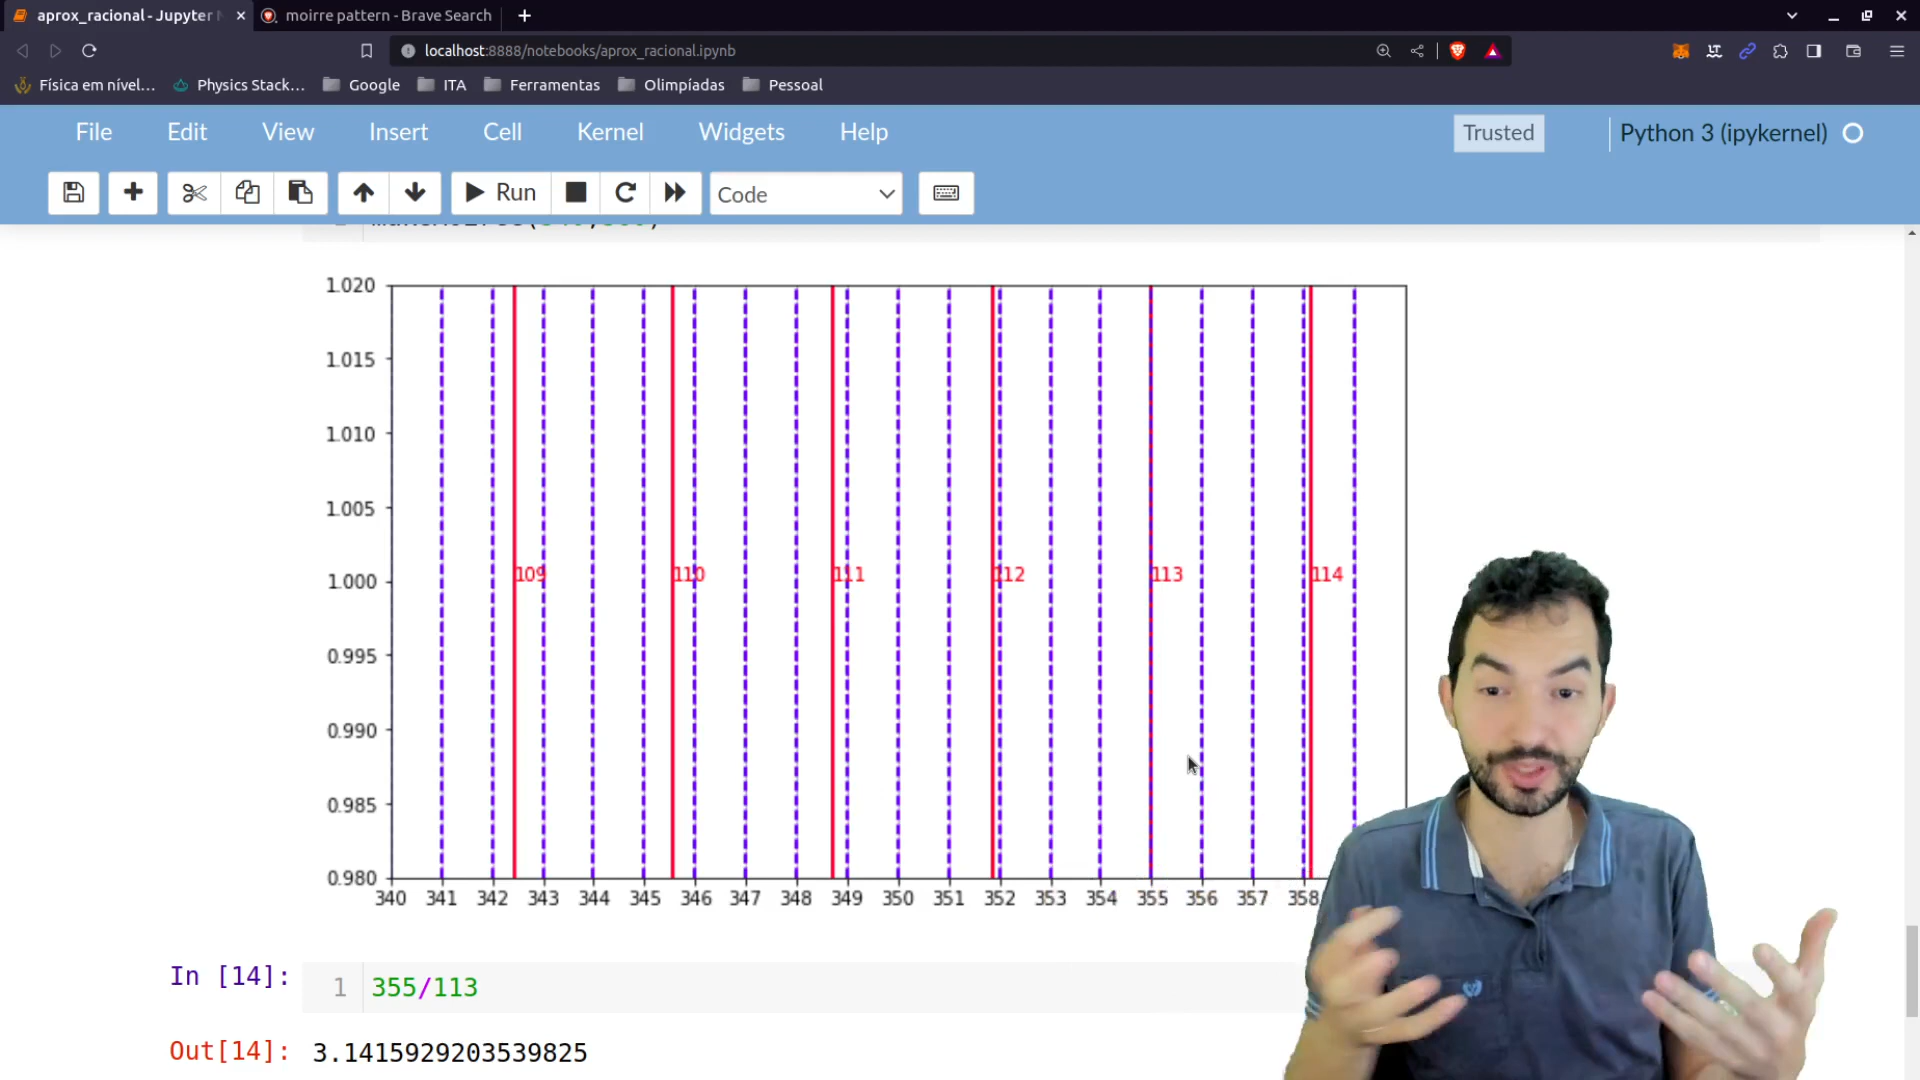 aprox_racional - Jupyter N
moirre pattern - Brave Search
localhost:8888/notebooks/aprox_racional.ipynb
Física em nível...
Physics Stack...
Google
ITA
Ferramentas
Olimpíadas
Pessoal
File Edit View Insert Cell Kernel Widgets Help
Trusted
Python 3 (ipykernel)
Run
Code
1.020
1.015
1.010
1.005
1.000
0.995
0.990
0.985
0.980
109 110 111 112 113 114
340 341 342 343 344 345 346 347 348 349 350 351 352 353 354 355 356 357 358
In [14]:
1 355/113
Out[14]: 3.1415929203539825